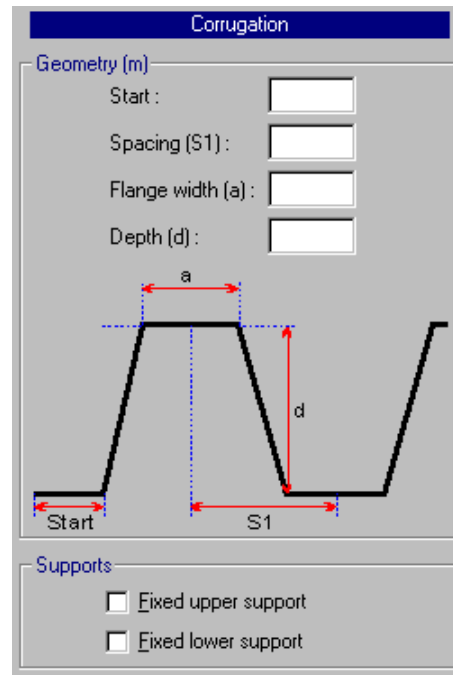 Corrugation
Geometry (m)
Start :
Spacing (S1) :
Flange width (a) :
Depth (d) :
a
d
Start
S1
Supports
Fixed upper support
Fixed lower support